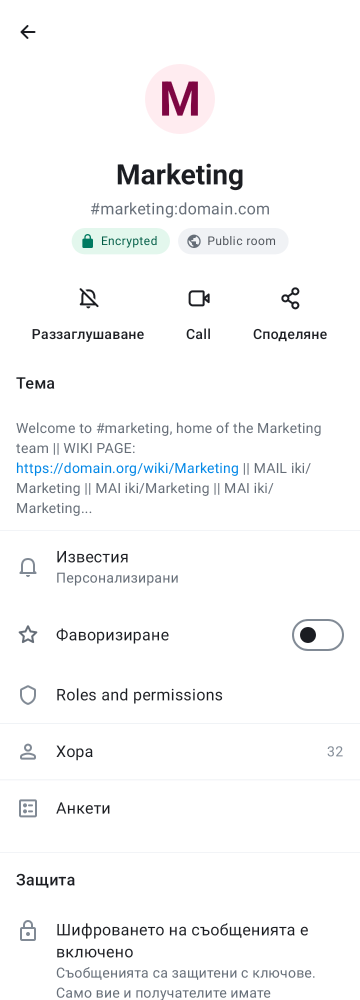 M
Marketing
#marketing:domain.com
Encrypted
Public room
Раззаглушаване
Call
Споделяне
Тема
Welcome to #marketing, home of the Marketing
team || WIKI PAGE:
https://domain.org/wiki/Marketing || MAIL iki/
Marketing || MAI iki/Marketing || MAI iki/
Marketing...
Известия
Персонализирани
Фаворизиране
Roles and permissions
Хора
32
Анкети
Защита
Шифроването на съобщенията е
включено
Съобщенията са защитени с ключове.
Само вие и получателите имате